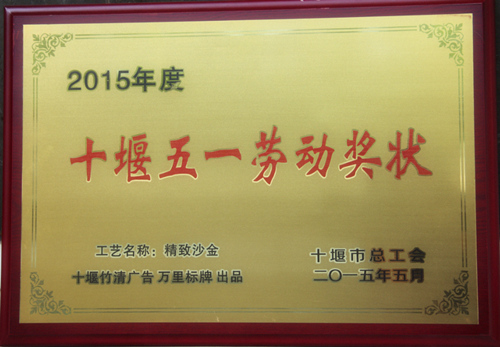 2015年度
十堰五一劳动奖状
工艺名称：精致沙金
十堰竹清广告 万里标牌 出品
十堰市总工会
二〇一五年五月